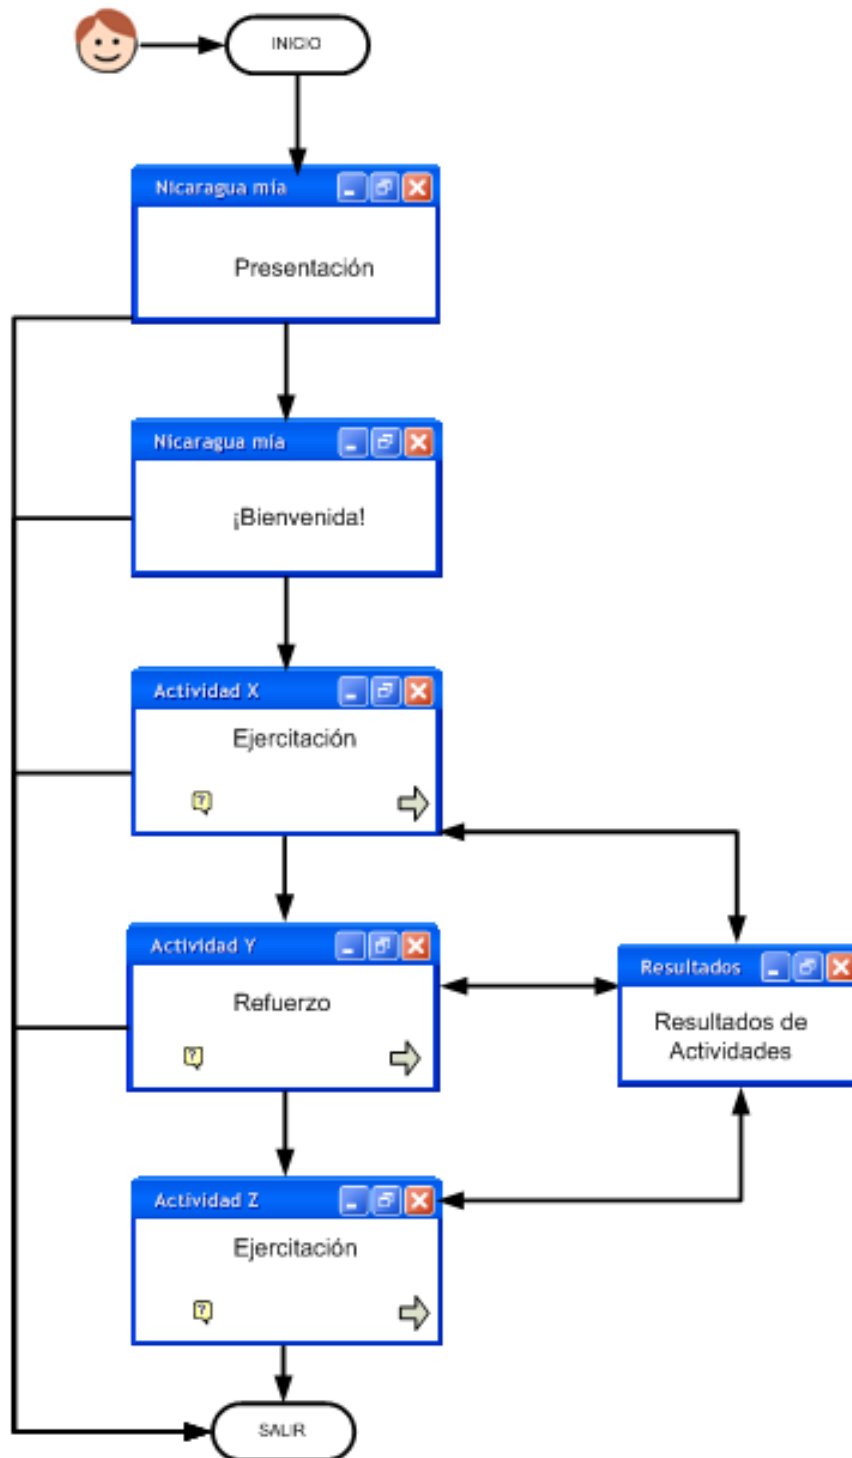 INICIO
Nicaragua mía
Presentación
Nicaragua mía
¡Bienvenida!
Actividad X
Ejercitación
?
Actividad Y
Refuerzo
?
Resultados
Resultados de
Actividades
Actividad Z
Ejercitación
?
SALIR